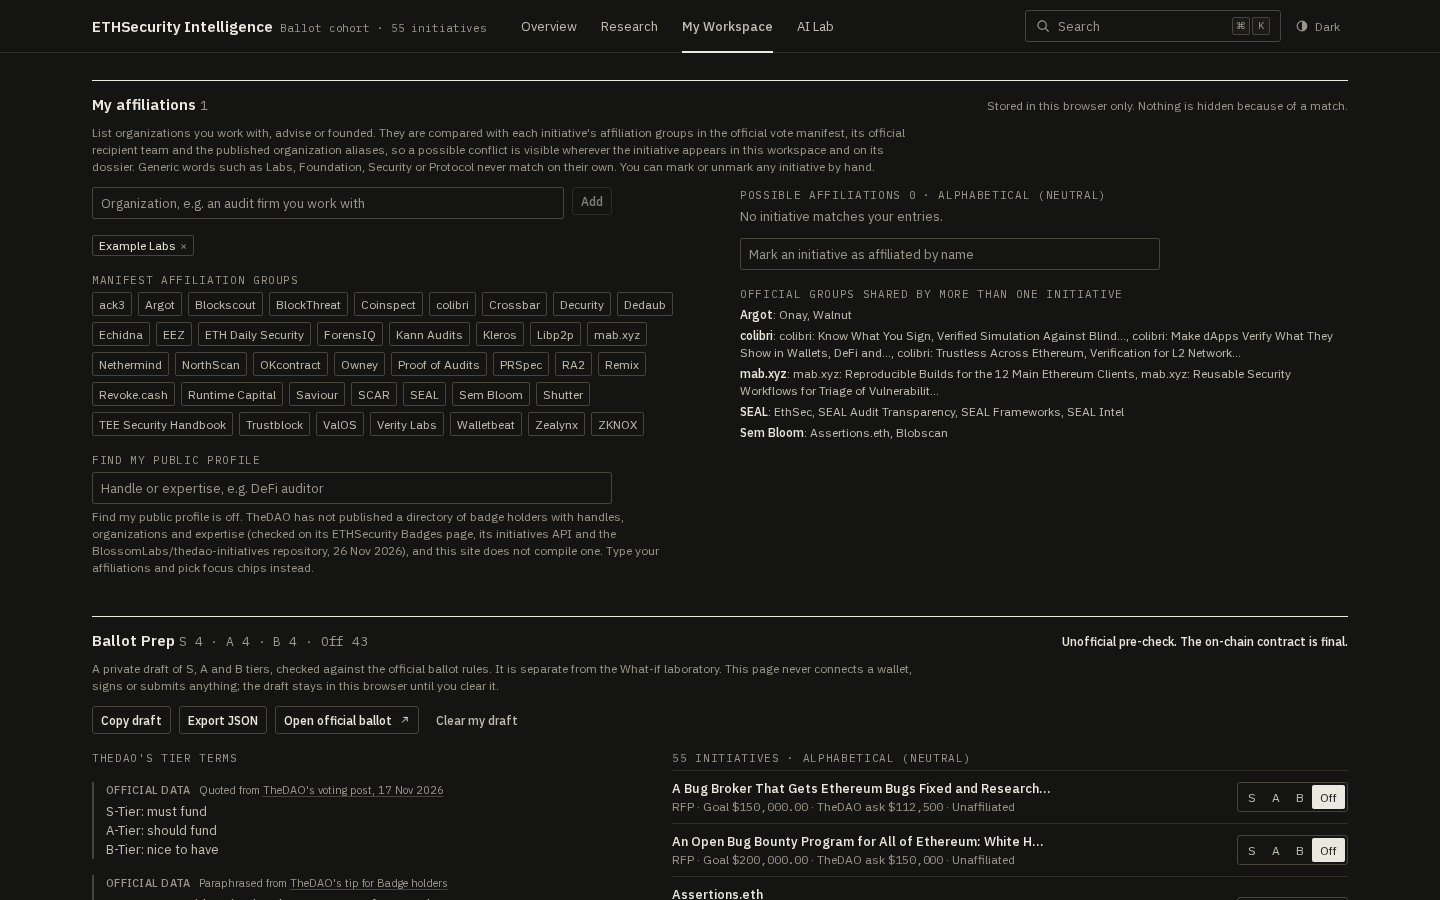 ETHSecurity Intelligence Ballot cohort · 55 initiatives Overview Research My Workspace AI Lab Search ⌘ K Dark
My affiliations 1
Stored in this browser only. Nothing is hidden because of a match.
List organizations you work with, advise or founded. They are compared with each initiative's affiliation groups in the official vote manifest, its official
recipient team and the published organization aliases, so a possible conflict is visible wherever the initiative appears in this workspace and on its
dossier. Generic words such as Labs, Foundation, Security or Protocol never match on their own. You can mark or unmark any initiative by hand.
Organization, e.g. an audit firm you work with Add
Example Labs ×
MANIFEST AFFILIATION GROUPS
ack3 Argot Blockscout BlockThreat Coinspect colibri Crossbar Decurity Dedaub
Echidna EEZ ETH Daily Security ForensIQ Kann Audits Kleros Libp2p mab.xyz
Nethermind NorthScan OKcontract Owney Proof of Audits PRSpec RA2 Remix
Revoke.cash Runtime Capital Saviour SCAR SEAL Sem Bloom Shutter
TEE Security Handbook Trustblock ValOS Verity Labs Walletbeat Zealynx ZKNOX
FIND MY PUBLIC PROFILE
Handle or expertise, e.g. DeFi auditor
Find my public profile is off. TheDAO has not published a directory of badge holders with handles,
organizations and expertise (checked on its ETHSecurity Badges page, its initiatives API and the
BlossomLabs/thedao-initiatives repository, 26 Nov 2026), and this site does not compile one. Type your
affiliations and pick focus chips instead.
POSSIBLE AFFILIATIONS 0 · ALPHABETICAL (NEUTRAL)
No initiative matches your entries.
Mark an initiative as affiliated by name
OFFICIAL GROUPS SHARED BY MORE THAN ONE INITIATIVE
Argot: Onay, Walnut
colibri: colibri: Know What You Sign, Verified Simulation Against Blind..., colibri: Make dApps Verify What They
Show in Wallets, DeFi and..., colibri: Trustless Across Ethereum, Verification for L2 Network...
mab.xyz: mab.xyz: Reproducible Builds for the 12 Main Ethereum Clients, mab.xyz: Reusable Security
Workflows for Triage of Vulnerabilit...
SEAL: EthSec, SEAL Audit Transparency, SEAL Frameworks, SEAL Intel
Sem Bloom: Assertions.eth, Blobscan
Ballot Prep S 4 · A 4 · B 4 · Off 43
Unofficial pre-check. The on-chain contract is final.
A private draft of S, A and B tiers, checked against the official ballot rules. It is separate from the What-if laboratory. This page never connects a wallet,
signs or submits anything; the draft stays in this browser until you clear it.
Copy draft Export JSON Open official ballot ↗ Clear my draft
THEDAO'S TIER TERMS
OFFICIAL DATA Quoted from TheDAO's voting post, 17 Nov 2026
S-Tier: must fund
A-Tier: should fund
B-Tier: nice to have
OFFICIAL DATA Paraphrased from TheDAO's tip for Badge holders
55 INITIATIVES · ALPHABETICAL (NEUTRAL)
A Bug Broker That Gets Ethereum Bugs Fixed and Research...
RFP · Goal $150,000.00 · TheDAO ask $112,500 · Unaffiliated
S A B Off
An Open Bug Bounty Program for All of Ethereum: White H...
RFP · Goal $200,000.00 · TheDAO ask $150,000 · Unaffiliated
S A B Off
Assertions.eth